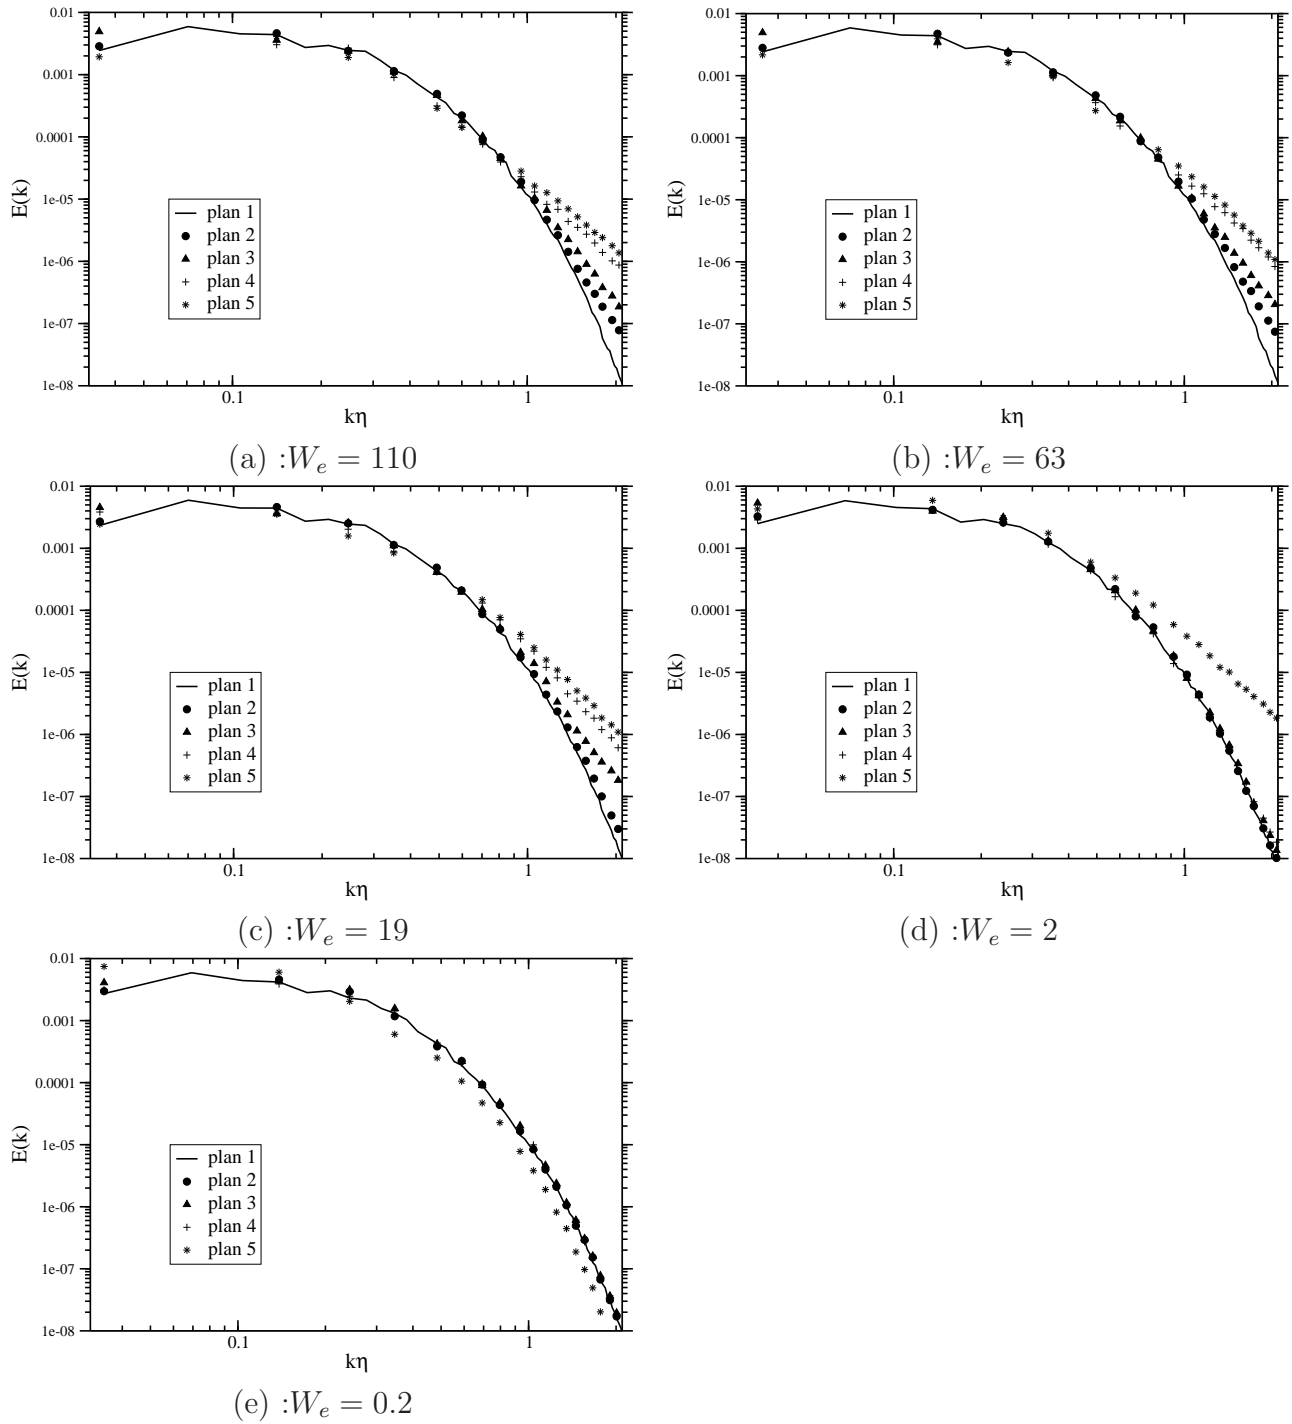 0.01
0.001
0.0001
1e-05
1e-06
1e-07
1e-08
E(k)
plan 1
plan 2
plan 3
plan 4
plan 5
0.1
1
kη
(a) :W_e = 110
0.01
0.001
0.0001
1e-05
1e-06
1e-07
1e-08
E(k)
plan 1
plan 2
plan 3
plan 4
plan 5
0.1
1
kη
(b) :W_e = 63
0.01
0.001
0.0001
1e-05
1e-06
1e-07
1e-08
E(k)
plan 1
plan 2
plan 3
plan 4
plan 5
0.1
1
kη
(c) :W_e = 19
0.01
0.001
0.0001
1e-05
1e-06
1e-07
1e-08
E(k)
plan 1
plan 2
plan 3
plan 4
plan 5
0.1
1
kη
(d) :W_e = 2
0.01
0.001
0.0001
1e-05
1e-06
1e-07
1e-08
E(k)
plan 1
plan 2
plan 3
plan 4
plan 5
0.1
1
kη
(e) :W_e = 0.2